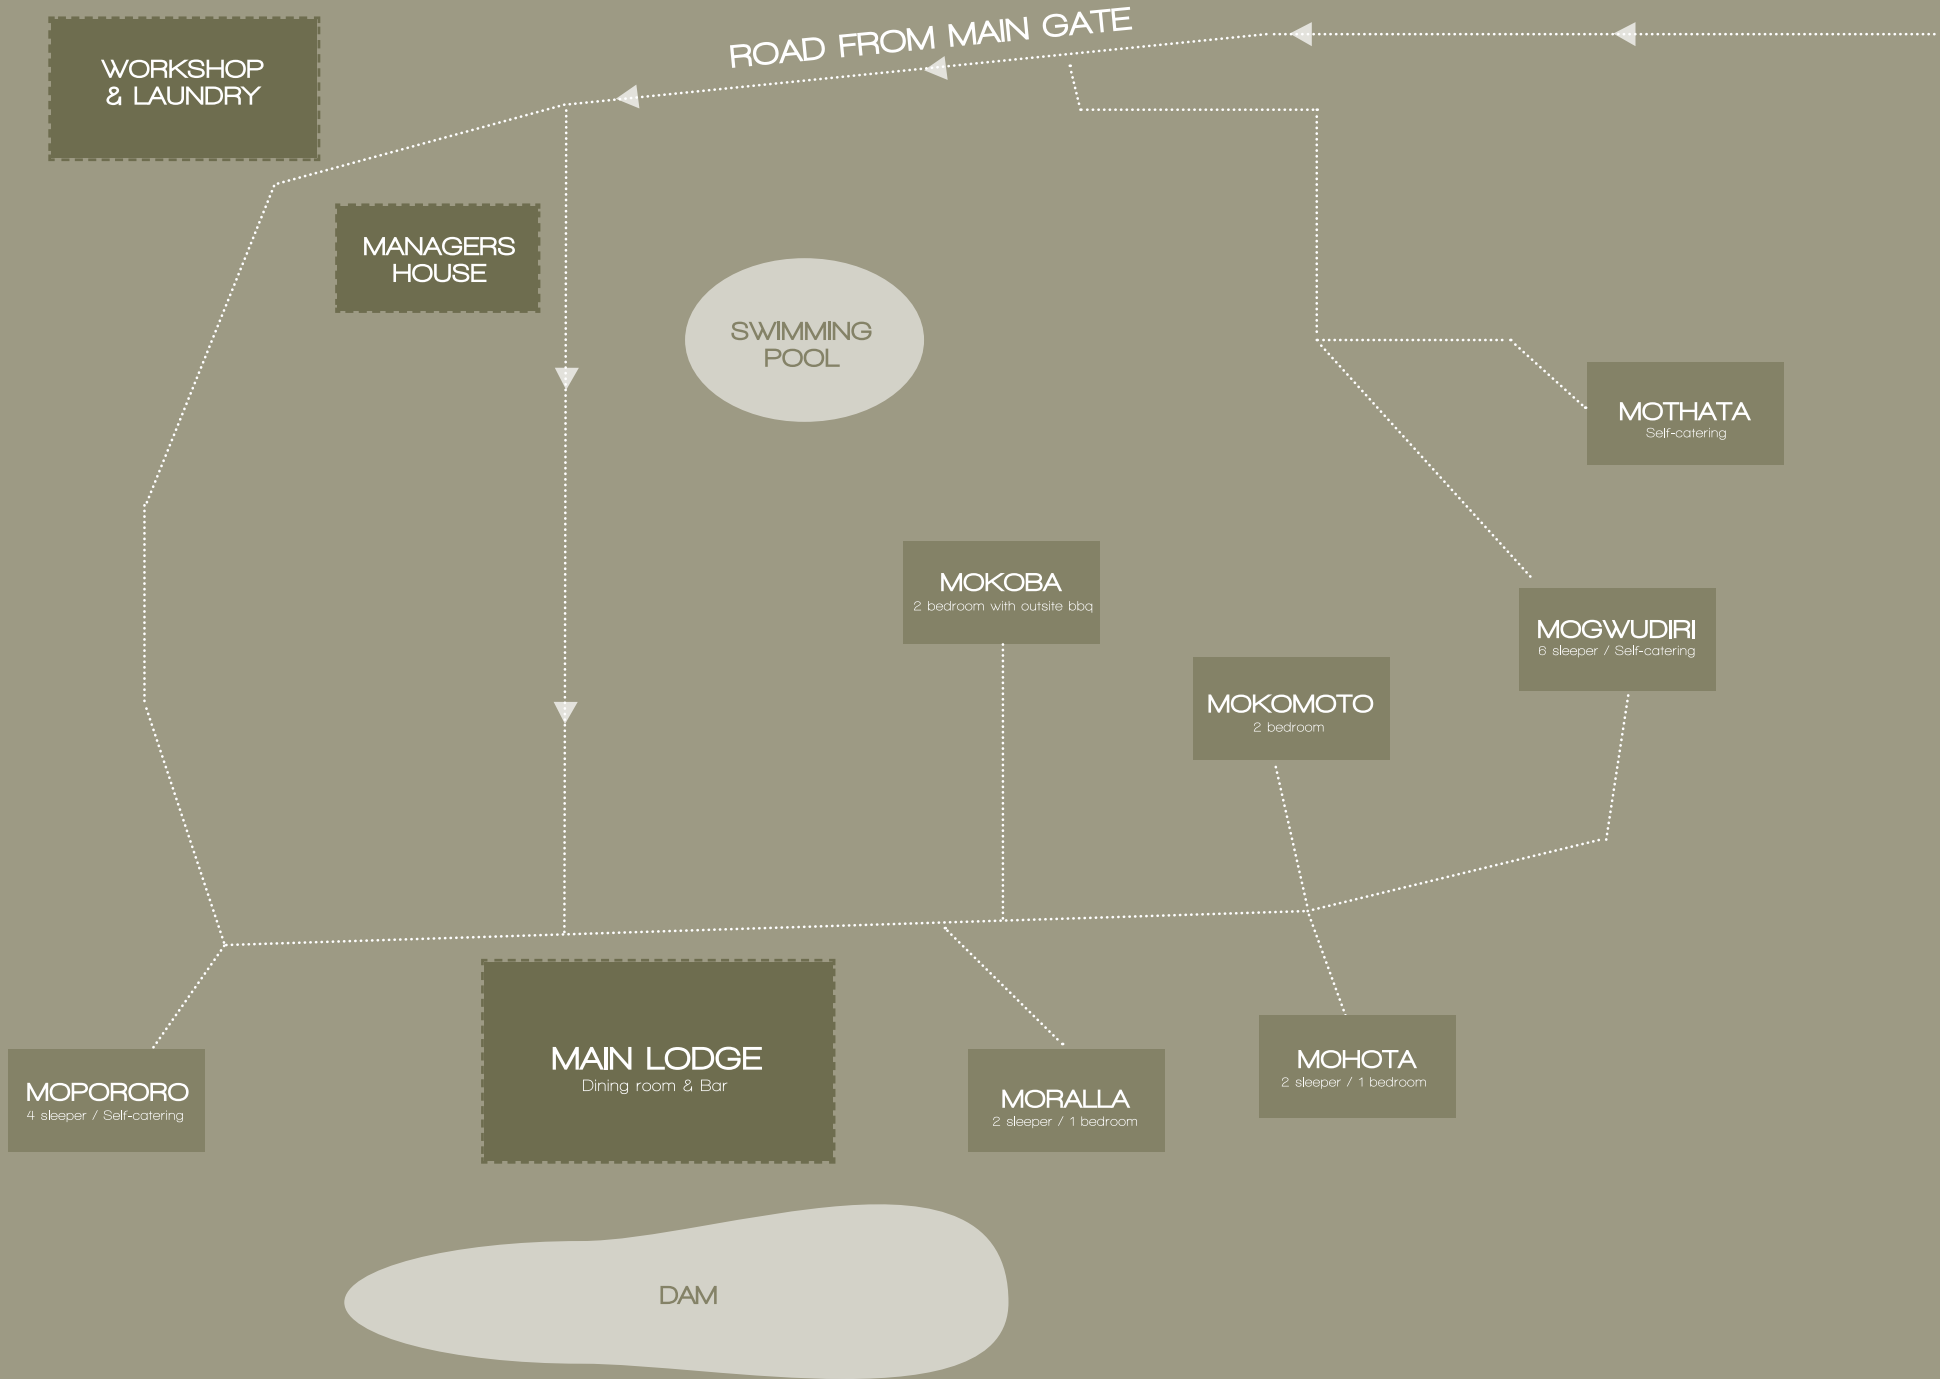 ROAD FROM MAIN GATE
WORKSHOP
& LAUNDRY
MANAGERS
HOUSE
SWIMMING
POOL
MOTHATA
Self-catering
MOKOBA
2 bedroom with outsite bbq
MOGWUDIRI
6 sleeper / Self-catering
MOKOMOTO
2 bedroom
MAIN LODGE
Dining room & Bar
MOHOTA
2 sleeper / 1 bedroom
MOPORORO
4 sleeper / Self-catering
MORALLA
2 sleeper / 1 bedroom
DAM